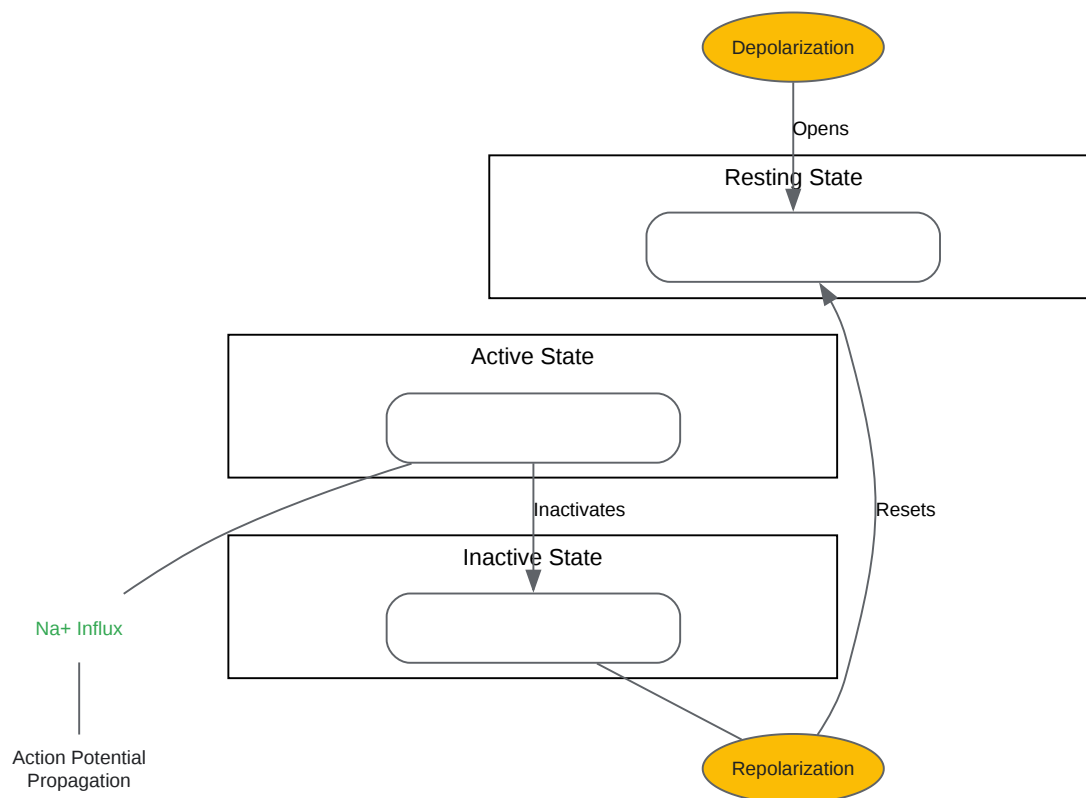 Depolarization
Opens
Resting State
Active State
Inactivates
Resets
Inactive State
Na+ Influx
Action Potential
Propagation
Repolarization